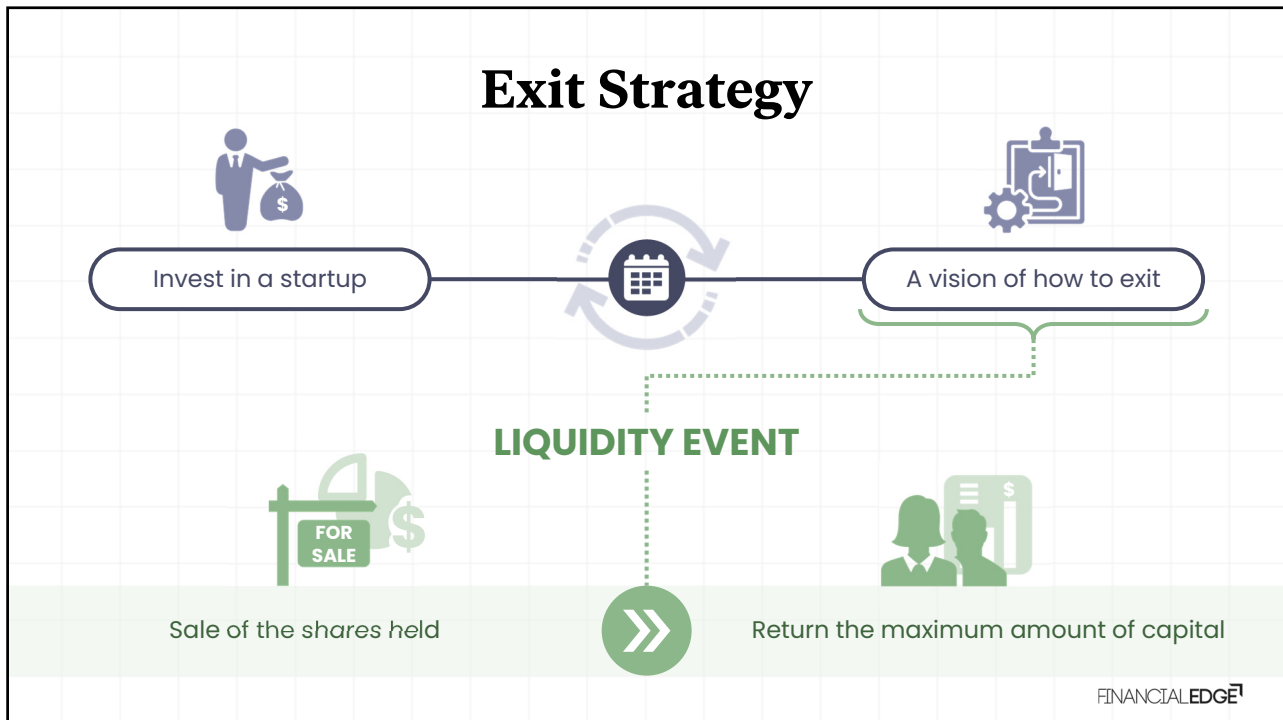 Exit Strategy
$
Invest in a startup
A vision of how to exit
LIQUIDITY EVENT
FOR
SALE
$
$
Sale of the shares held
Return the maximum amount of capital
FINANCIALEDGE